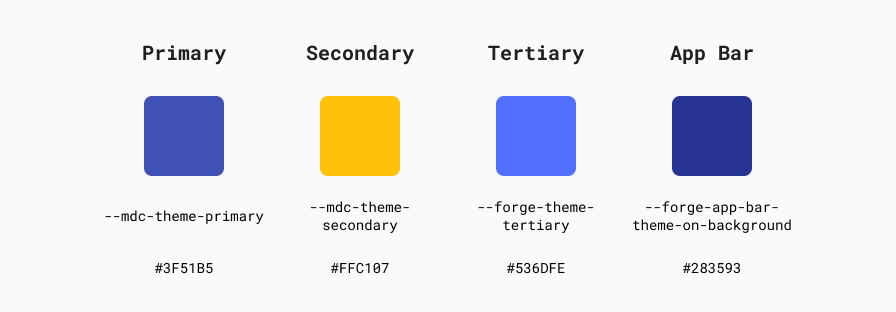 Primary
Secondary
Tertiary
App Bar
--mdc-theme-primary
--mdc-theme-
secondary
--forge-theme-
tertiary
--forge-app-bar-
theme-on-background
#3F51B5
#FFC107
#536DFE
#283593